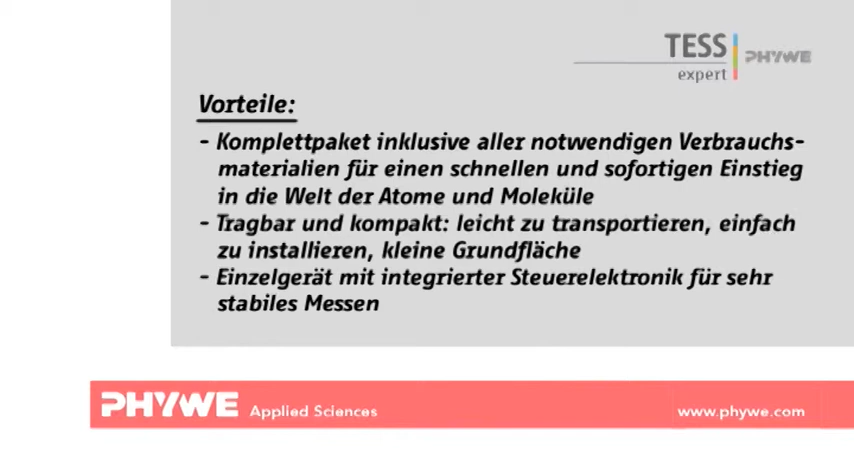 TESS
expert
PHYWE
Vorteile:
- Komplettpaket inklusive aller notwendigen Verbrauchs-
materialien für einen schnellen und sofortigen Einstieg
in die Welt der Atome und Moleküle
- Tragbar und kompakt: leicht zu transportieren, einfach
zu installieren, kleine Grundfläche
- Einzelgerät mit integrierter Steuerelektronik für sehr
stabiles Messen
PHYWE Applied Sciences www.phywe.com